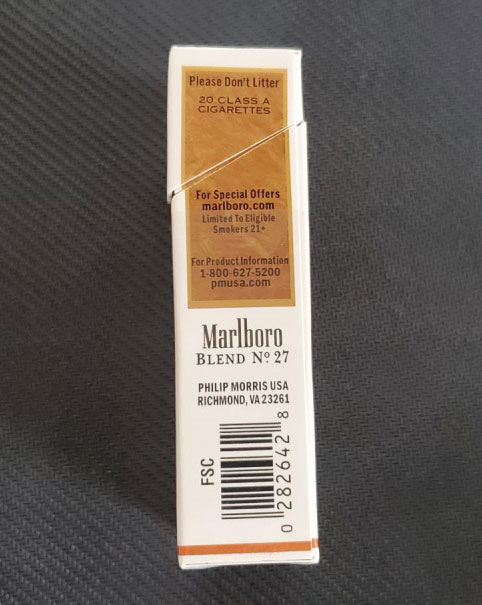 Please Don't Litter
20 CLASS A
CIGARETTES
For Special Offers
marlboro.com
Limited To Eligible
Smokers 21+
For Product Information
1-800-627-5200
pmusa.com
Marlboro
BLEND Nº 27
PHILIP MORRIS USA
RICHMOND, VA 23261
FSC
0 282642 8